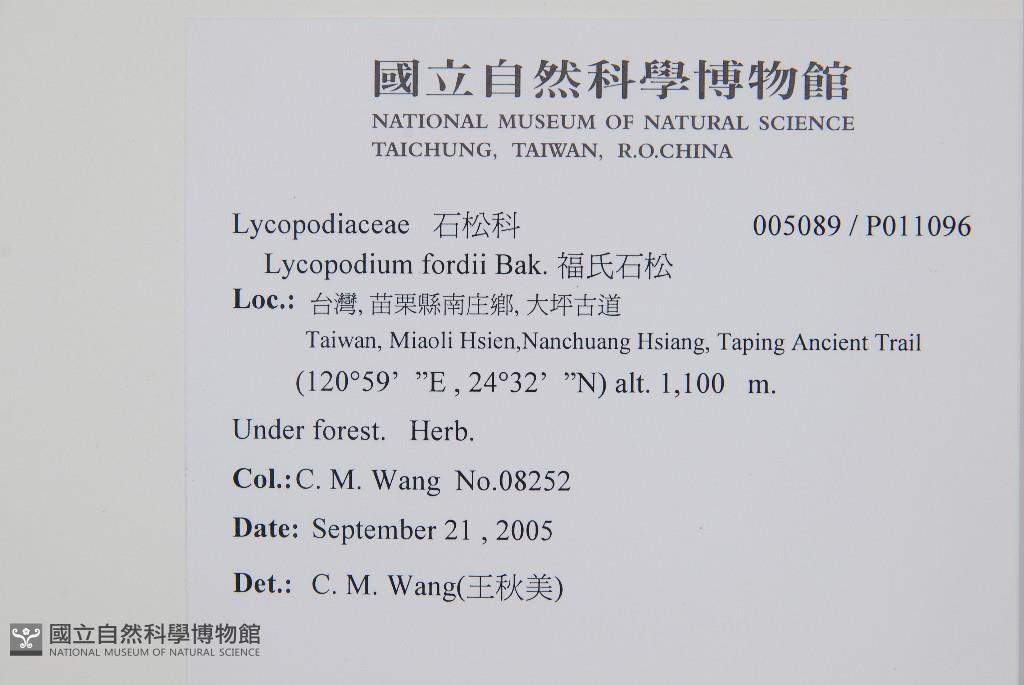 國立自然科學博物館
NATIONAL MUSEUM OF NATURAL SCIENCE
TAICHUNG, TAIWAN, R.O.CHINA
Lycopodiaceae 石松科 005089 / P011096
Lycopodium fordii Bak. 福氏石松
Loc.: 台灣, 苗栗縣南庄鄉, 大坪古道
Taiwan, Miaoli Hsien,Nanchuang Hsiang, Taping Ancient Trail
(120°59’ ”E , 24°32’ ”N) alt. 1,100 m.
Under forest. Herb.
Col.: C. M. Wang No.08252
Date: September 21 , 2005
Det.: C. M. Wang(王秋美)
國立自然科學博物館
NATIONAL MUSEUM OF NATURAL SCIENCE